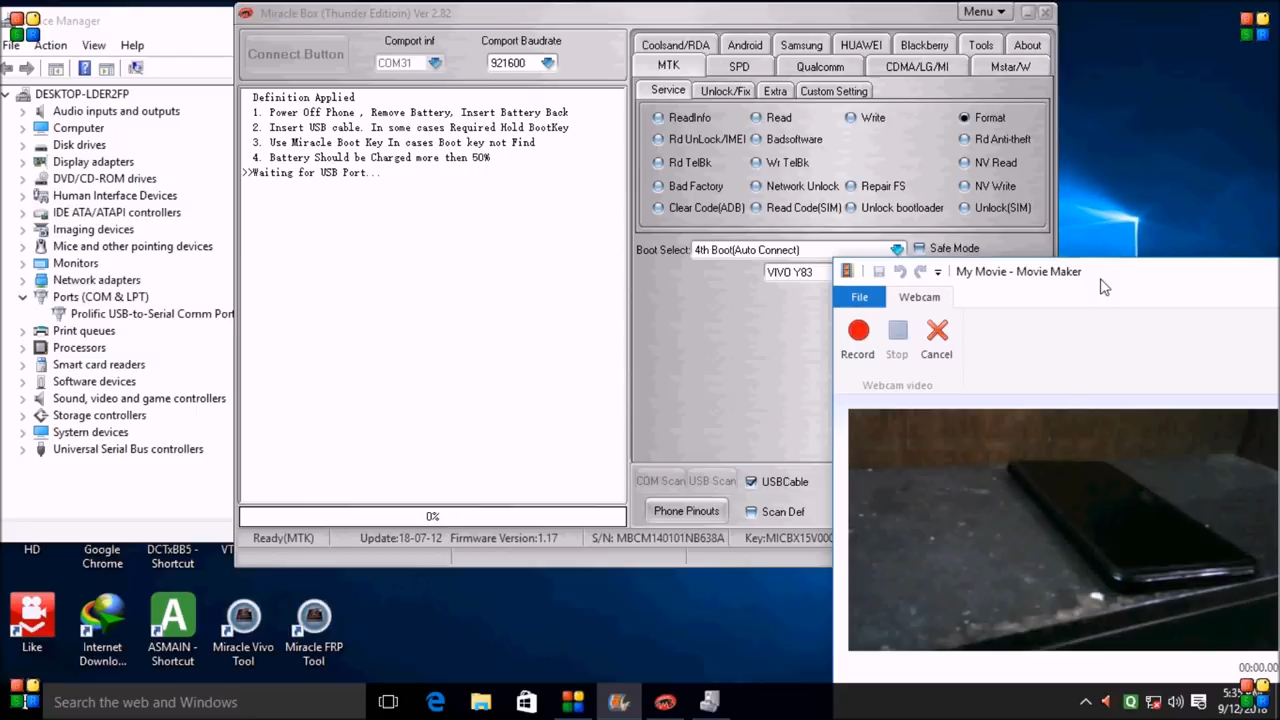 ce Manager
File Action View Help
DESKTOP-LDER2FP
Audio inputs and outputs
Computer
Disk drives
Display adapters
DVD/CD-ROM drives
Human Interface Devices
IDE ATA/ATAPI controllers
Imaging devices
Mice and other pointing devices
Monitors
Network adapters
Ports (COM & LPT)
Prolific USB-to-Serial Comm Port
Print queues
Processors
Smart card readers
Software devices
Sound, video and game controllers
Storage controllers
System devices
Universal Serial Bus controllers
Miracle Box (Thunder Editioin) Ver 2.82
Menu
Connect Button
Comport inf
Comport Baudrate
COM31
921600
Definition Applied
1. Power Off Phone , Remove Battery, Insert Battery Back
2. Insert USB cable. In some cases Required Hold BootKey
3. Use Miracle Boot Key In cases Boot key not Find
4. Battery Should be Charged more then 50%
>>Waiting for USB Port...
0%
Coolsand/RDA Android Samsung HUAWEI Blackberry Tools About
MTK SPD Qualcomm CDMA/LG/MI Mstar/W
Service Unlock/Fix Extra Custom Setting
ReadInfo Read Write Format
Rd UnLock/IMEI Badsoftware Rd Anti-theft
Rd TelBk Wr TelBk NV Read
Bad Factory Network Unlock Repair FS NV Write
Clear Code(ADB) Read Code(SIM) Unlock bootloader Unlock(SIM)
Boot Select: 4th Boot(Auto Connect) Safe Mode
VIVO Y83
COM Scan USB Scan USBCable
Phone Pinouts Scan Def
Ready(MTK) Update:18-07-12 Firmware Version:1.17 S/N: MBCM140101NB638A Key:MICBX15V000
My Movie - Movie Maker
File Webcam
Record Stop Cancel
Webcam video
00:00.00
HD
Google
Chrome
DCTxBB5 -
Shortcut
VT
Like
Internet
Downlo...
ASMAIN -
Shortcut
Miracle Vivo
Tool
Miracle FRP
Tool
Search the web and Windows